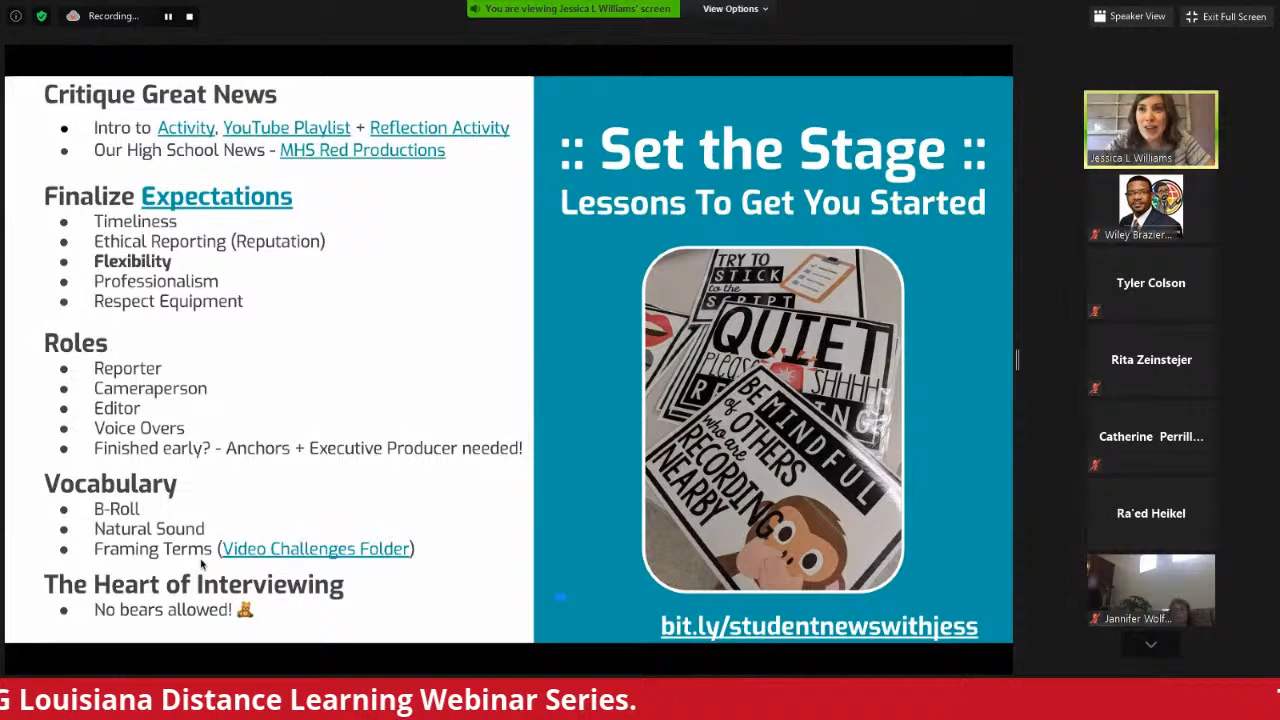 Recording...
You are viewing Jessica L Williams' screen
View Options
Speaker View
Exit Full Screen
Critique Great News
Intro to Activity, YouTube Playlist + Reflection Activity
Our High School News - MHS Red Productions
Finalize Expectations
Timeliness
Ethical Reporting (Reputation)
Flexibility
Professionalism
Respect Equipment
Roles
Reporter
Cameraperson
Editor
Voice Overs
Finished early? - Anchors + Executive Producer needed!
Vocabulary
B-Roll
Natural Sound
Framing Terms (Video Challenges Folder)
The Heart of Interviewing
No bears allowed!
:: Set the Stage ::
Lessons To Get You Started
TRY TO
STICK
to the
SCRIPT
QUIET
please
SHHHH
BE MINDFUL
of OTHERS
who are
RECORDING
NEARBY
bit.ly/studentnewswithjess
Jessica L Williams
Wiley Brazier...
Tyler Colson
Rita Zeinstejer
Catherine Perrill...
Ra'ed Heikel
Jannifer Wolf...
G Louisiana Distance Learning Webinar Series.